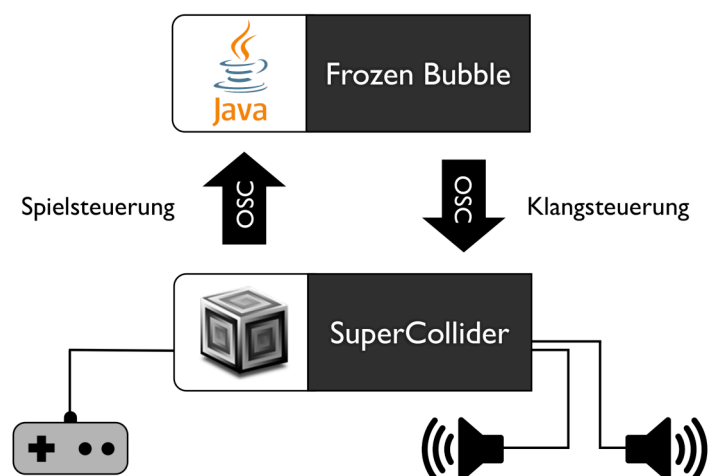 Java
Frozen Bubble
Spielsteuerung
OSC
OSC
Klangsteuerung
SuperCollider